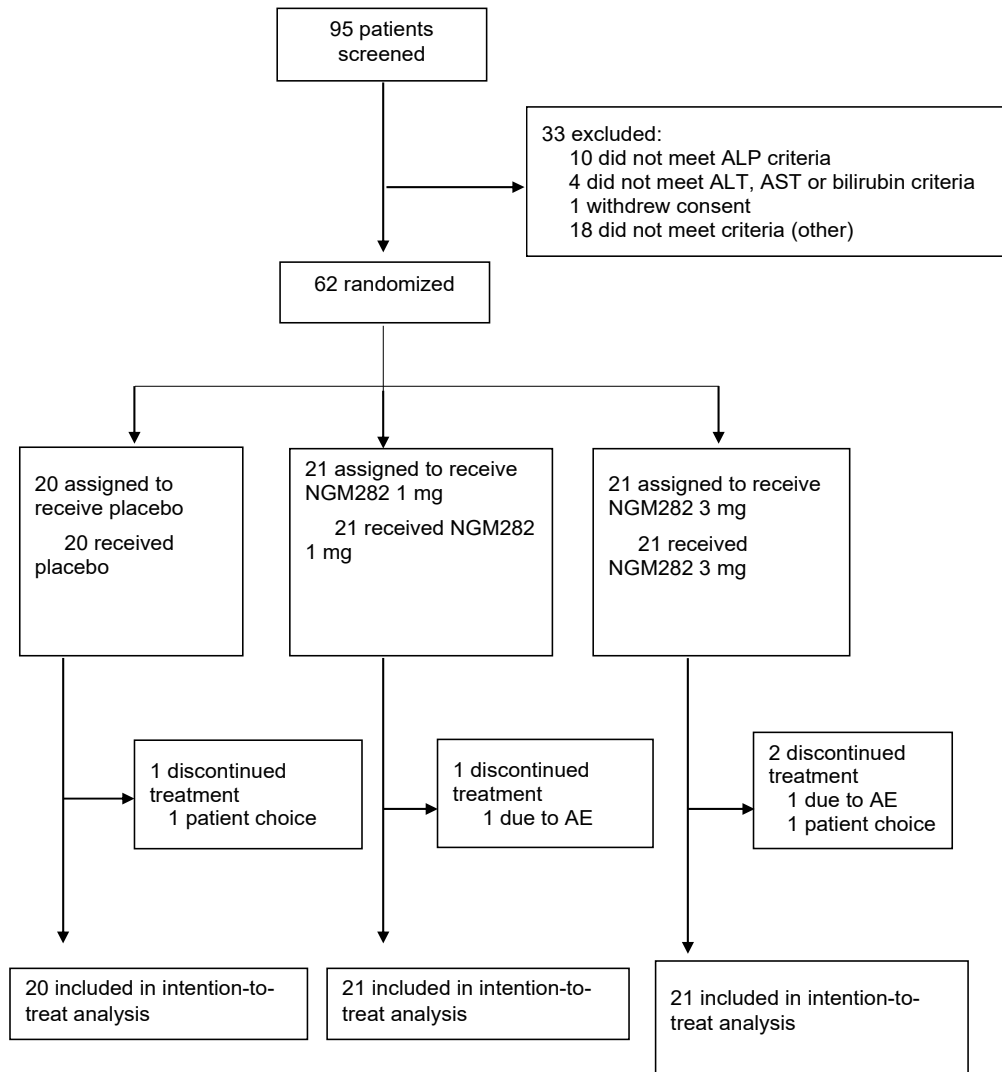 95 patients
screened
33 excluded:
10 did not meet ALP criteria
4 did not meet ALT, AST or bilirubin criteria
1 withdrew consent
18 did not meet criteria (other)
62 randomized
20 assigned to
receive placebo
20 received
placebo
21 assigned to receive
NGM282 1 mg
21 received NGM282
1 mg
21 assigned to receive
NGM282 3 mg
21 received
NGM282 3 mg
1 discontinued
treatment
1 patient choice
1 discontinued
treatment
1 due to AE
2 discontinued
treatment
1 due to AE
1 patient choice
20 included in intention-to-
treat analysis
21 included in intention-to-
treat analysis
21 included in intention-to-
treat analysis